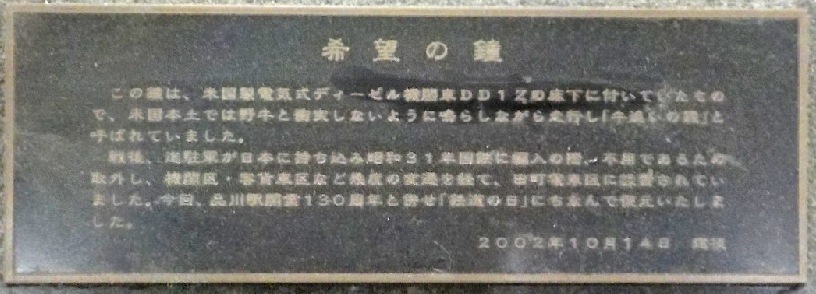 希望の鐘
この鐘は、米国製電気式ディーゼル機関車DD12の床下に付いていたもの
で、米国本土では野牛と衝突しないように鳴らしながら走行し「牛追いの鐘」と
呼ばれていました。
戦後、進駐軍が日本に持ち込み昭和31年国鉄に編入の際、不用であるため
取外し、機関区・客貨車区など幾多の変遷を経て、田町電車区に保管されてい
ました。今回、品川駅開業130周年と併せ「鉄道の日」にちなんで復元いたしま
した。
2002年10月14日